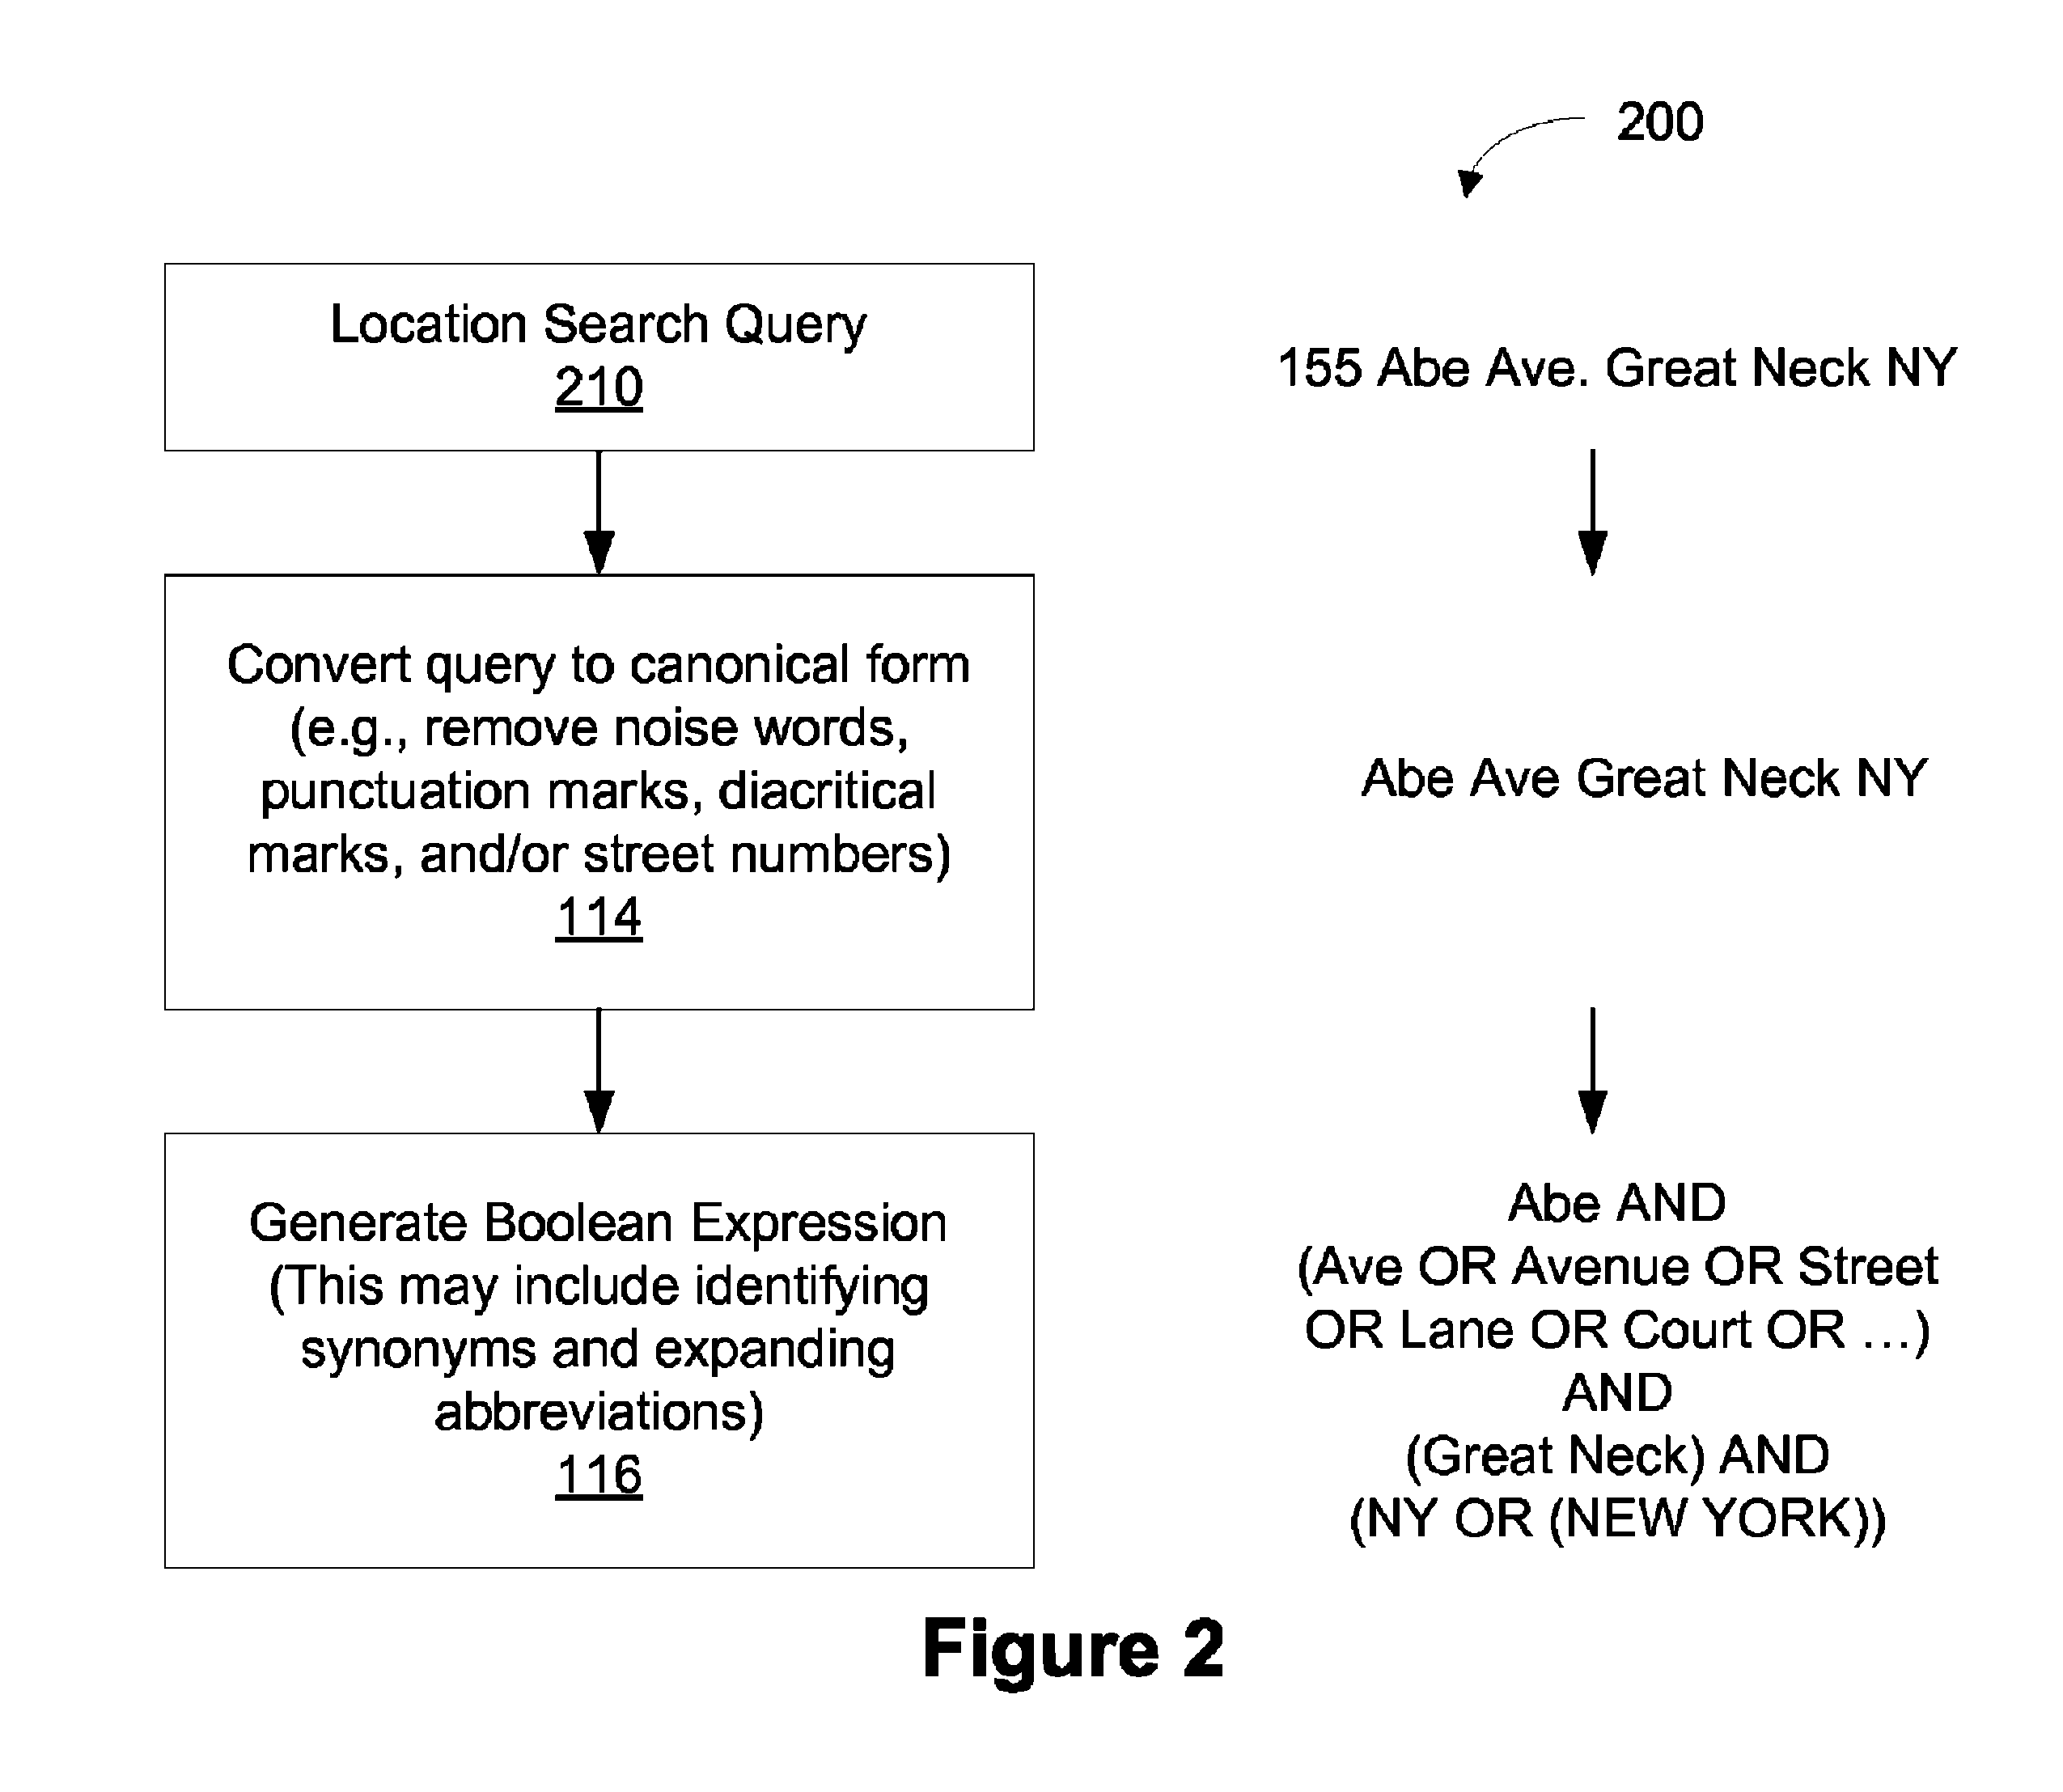 200
Location Search Query
210
155 Abe Ave. Great Neck NY
Convert query to canonical form
(e.g., remove noise words,
punctuation marks, diacritical
marks, and/or street numbers)
114
Abe Ave Great Neck NY
Generate Boolean Expression
(This may include identifying
synonyms and expanding
abbreviations)
116
Abe AND
(Ave OR Avenue OR Street
OR Lane OR Court OR …)
AND
(Great Neck) AND
(NY OR (NEW YORK))
Figure 2